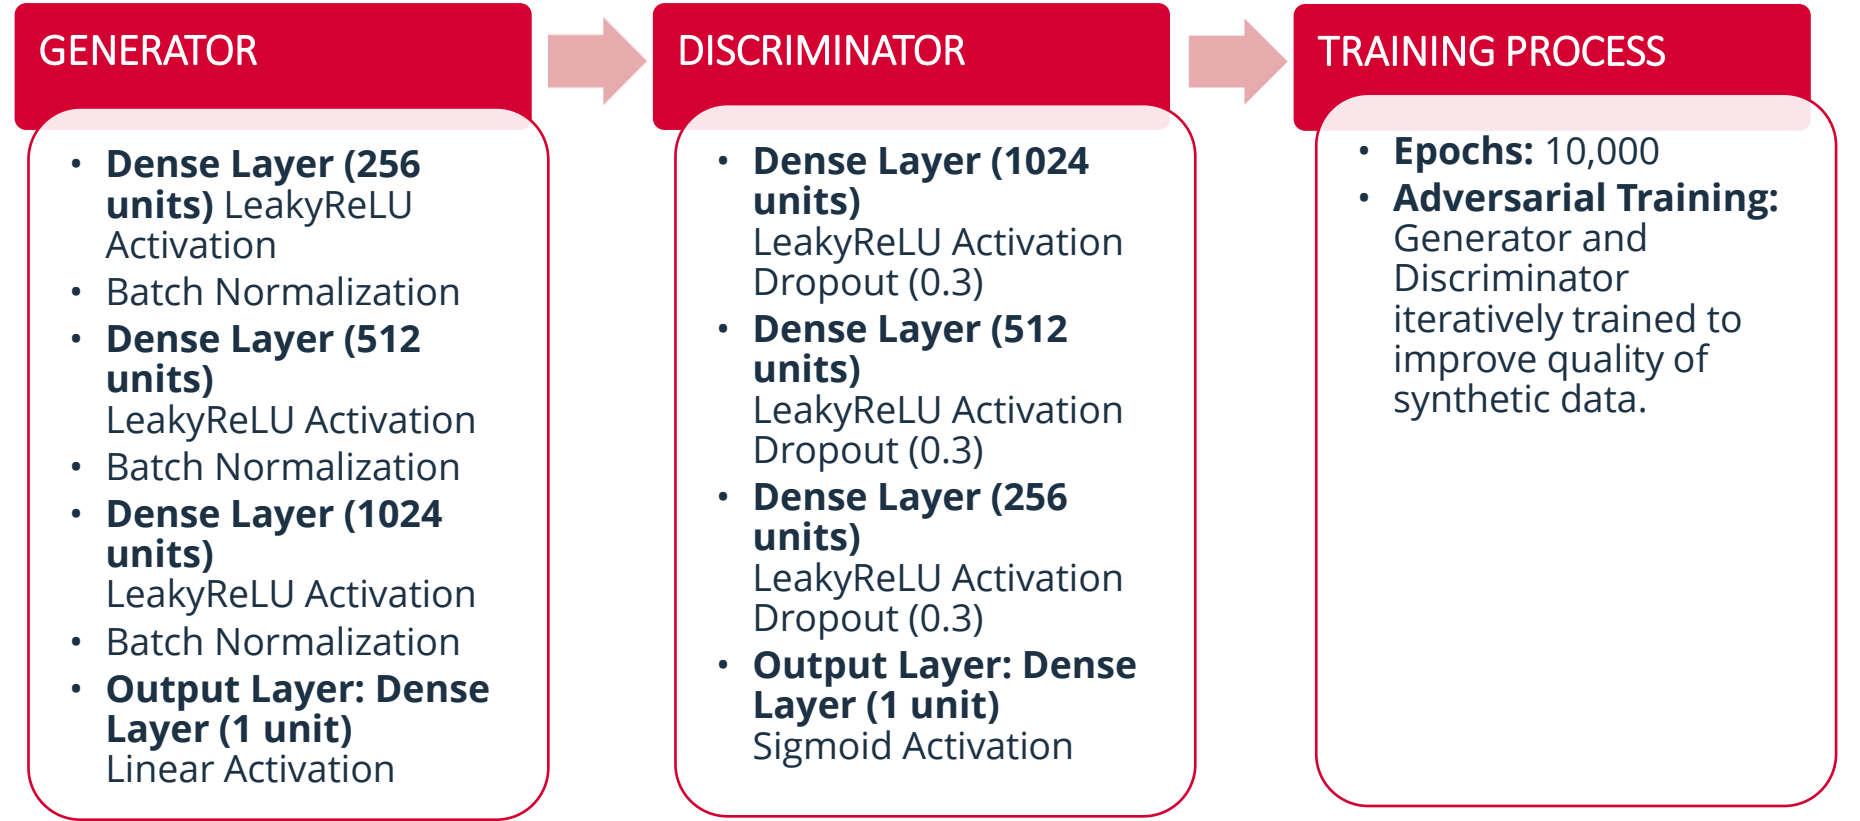 GENERATOR
• Dense Layer (256
units) LeakyReLU
Activation
• Batch Normalization
• Dense Layer (512
units)
LeakyReLU Activation
• Batch Normalization
• Dense Layer (1024
units)
LeakyReLU Activation
• Batch Normalization
• Output Layer: Dense
Layer (1 unit)
Linear Activation
DISCRIMINATOR
• Dense Layer (1024
units)
LeakyReLU Activation
Dropout (0.3)
• Dense Layer (512
units)
LeakyReLU Activation
Dropout (0.3)
• Dense Layer (256
units)
LeakyReLU Activation
Dropout (0.3)
• Output Layer: Dense
Layer (1 unit)
Sigmoid Activation
TRAINING PROCESS
• Epochs: 10,000
• Adversarial Training:
Generator and
Discriminator
iteratively trained to
improve quality of
synthetic data.